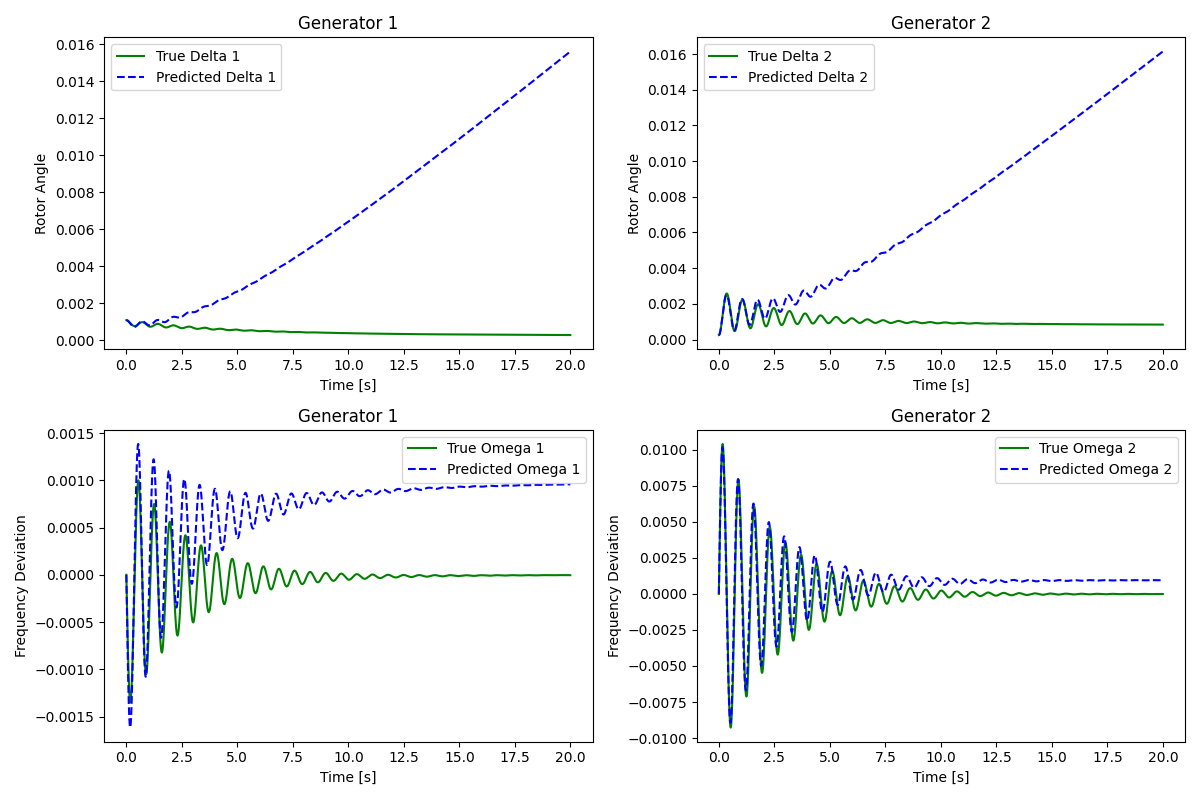 Generator 1
True Delta 1
Predicted Delta 1
0.016
0.014
0.012
0.010
0.008
0.006
0.004
0.002
0.000
Rotor Angle
0.0 2.5 5.0 7.5 10.0 12.5 15.0 17.5 20.0
Time [s]
Generator 2
True Delta 2
Predicted Delta 2
0.016
0.014
0.012
0.010
0.008
0.006
0.004
0.002
0.000
Rotor Angle
0.0 2.5 5.0 7.5 10.0 12.5 15.0 17.5 20.0
Time [s]
Generator 1
True Omega 1
Predicted Omega 1
0.0015
0.0010
0.0005
0.0000
−0.0005
−0.0010
−0.0015
Frequency Deviation
0.0 2.5 5.0 7.5 10.0 12.5 15.0 17.5 20.0
Time [s]
Generator 2
True Omega 2
Predicted Omega 2
0.0100
0.0075
0.0050
0.0025
0.0000
−0.0025
−0.0050
−0.0075
−0.0100
Frequency Deviation
0.0 2.5 5.0 7.5 10.0 12.5 15.0 17.5 20.0
Time [s]